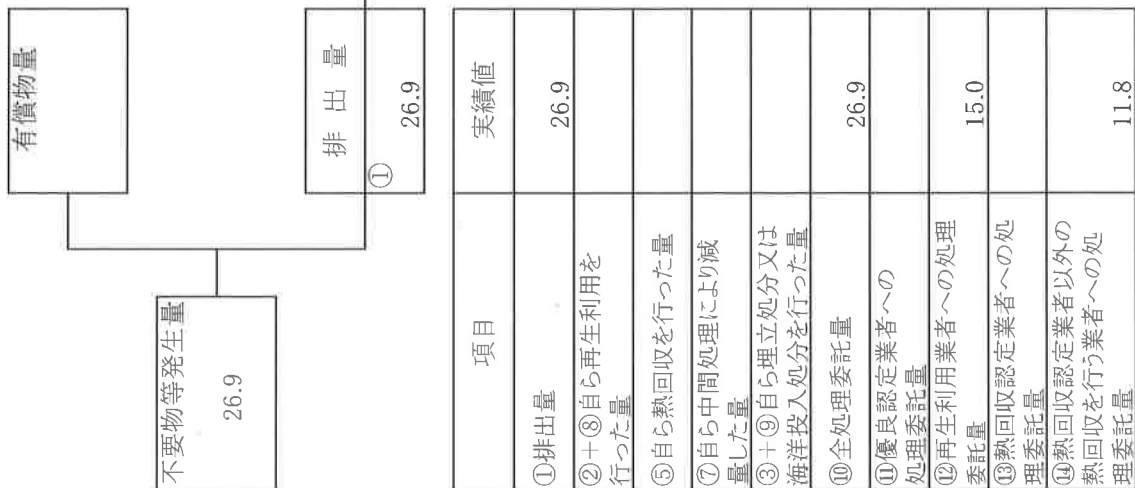 有償物量
不要物等発生量
26.9
排出量
①
26.9
項目
実績値
①排出量
26.9
②+⑧自ら再生利用を
行った量
⑤自ら熱回収を行った量
⑦自ら中間処理により減
量した量
③+⑨自ら埋立処分又は
海洋投入処分を行った量
⑩全処理委託量
26.9
⑪優良認定業者への
処理委託量
⑫再生利用業者への処理
委託量
15.0
⑬熱回収認定業者への処
理委託量
⑭熱回収認定業者以外の
熱回収を行う業者への処
理委託量
11.8